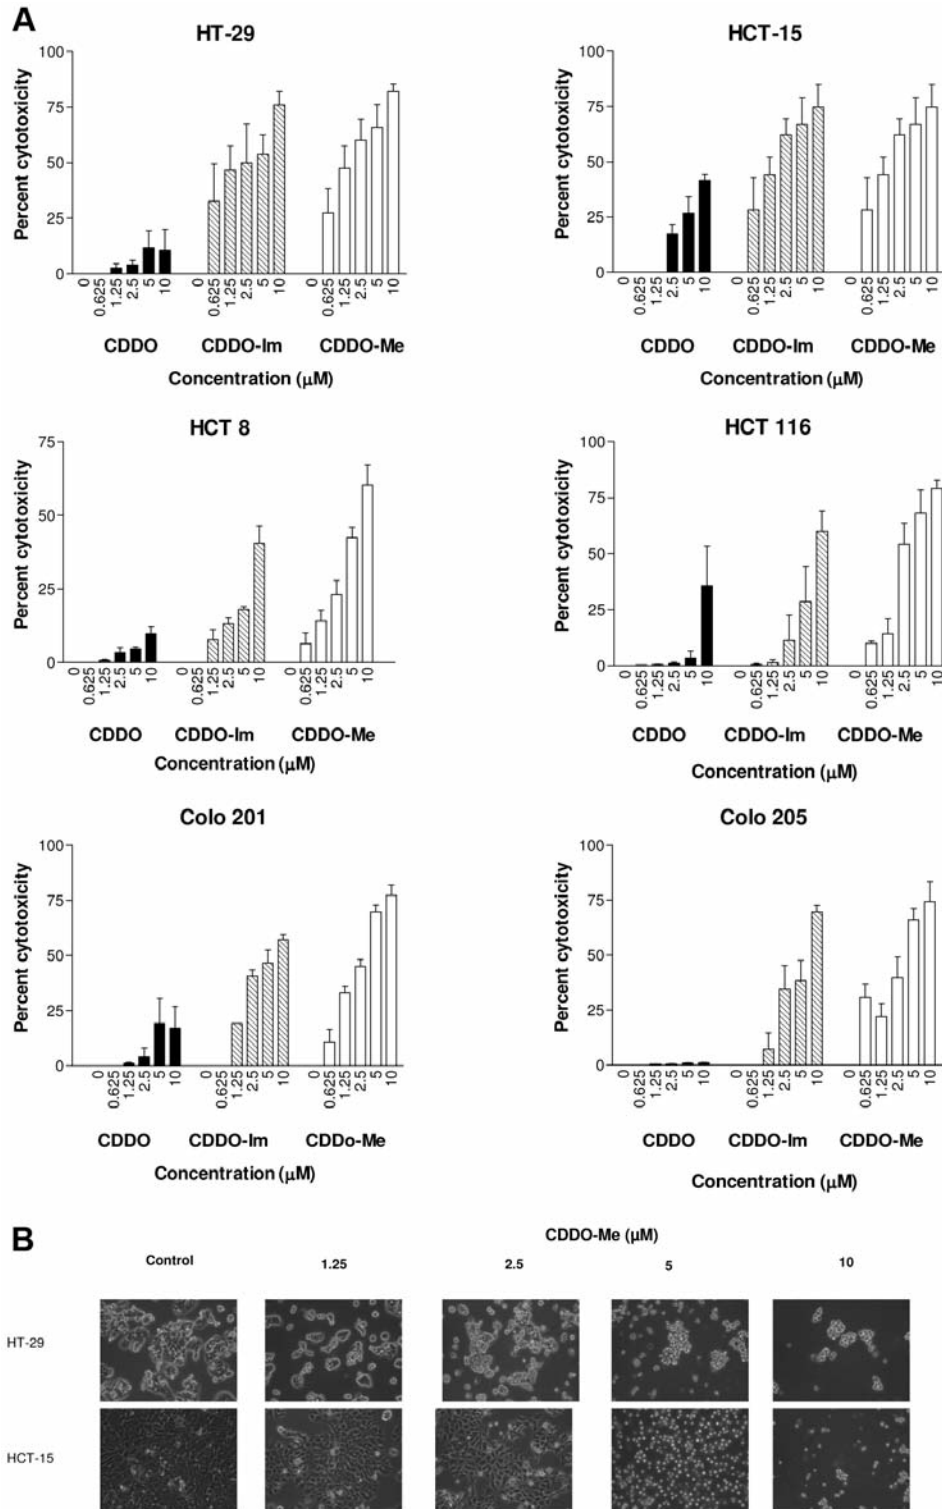 A
HT-29
Percent cytotoxicity
100
75
50
25
0
0 0.625 1.25 2.5 5 10 0 0.625 1.25 2.5 5 10 0 0.625 1.25 2.5 5 10
CDDO CDDO-Im CDDO-Me
Concentration (µM)
HCT-15
Percent cytotoxicity
100
75
50
25
0
0 0.625 1.25 2.5 5 10 0 0.625 1.25 2.5 5 10 0 0.625 1.25 2.5 5 10
CDDO CDDO-Im CDDO-Me
Concentration (µM)
HCT 8
Percent cytotoxicity
75
50
25
0
0 0.625 1.25 2.5 5 10 0 0.625 1.25 2.5 5 10 0 0.625 1.25 2.5 5 10
CDDO CDDO-Im CDDO-Me
Concentration (µM)
HCT 116
Percent cytotoxicity
100
75
50
25
0
0 0.625 1.25 2.5 5 10 0 0.625 1.25 2.5 5 10 0 0.625 1.25 2.5 5 10
CDDO CDDO-Im CDDO-Me
Concentration (µM)
Colo 201
Percent cytotoxicity
100
75
50
25
0
0 0.625 1.25 2.5 5 10 0 0.625 1.25 2.5 5 10 0 0.625 1.25 2.5 5 10
CDDO CDDO-Im CDDo-Me
Concentration (µM)
Colo 205
Percent cytotoxicity
100
75
50
25
0
0 0.625 1.25 2.5 5 10 0 0.625 1.25 2.5 5 10 0 0.625 1.25 2.5 5 10
CDDO CDDO-Im CDDO-Me
Concentration (µM)
B
CDDO-Me (µM)
Control 1.25 2.5 5 10
HT-29
HCT-15